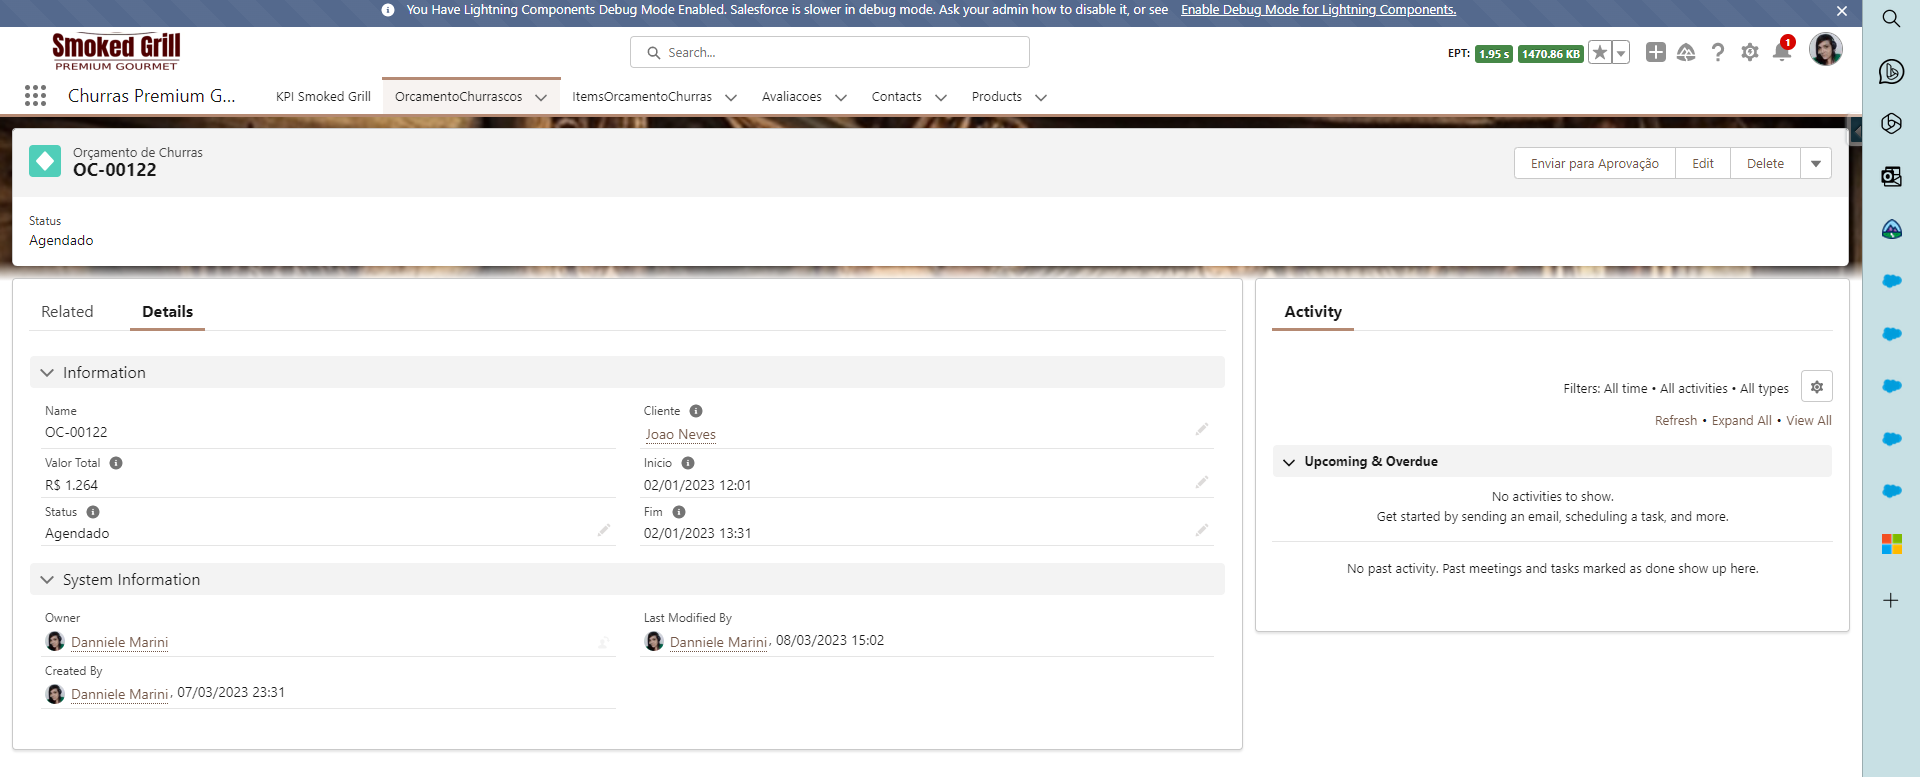 You Have Lightning Components Debug Mode Enabled. Salesforce is slower in debug mode. Ask your admin how to disable it, or see Enable Debug Mode for Lightning Components.
Smoked Grill
PREMIUM GOURMET
Search...
EPT: 1.95 s 1470.86 KB
1
Churras Premium G...
KPI Smoked Grill OrcamentoChurrascos ItemsOrcamentoChurras Avaliacoes Contacts Products
Orçamento de Churras
OC-00122
Enviar para Aprovação Edit Delete
Status
Agendado
Related Details
Information
Name
OC-00122
Cliente
Joao Neves
Valor Total
R$ 1.264
Inicio
02/01/2023 12:01
Status
Agendado
Fim
02/01/2023 13:31
System Information
Owner
Danniele Marini
Last Modified By
Danniele Marini, 08/03/2023 15:02
Created By
Danniele Marini, 07/03/2023 23:31
Activity
Filters: All time • All activities • All types
Refresh • Expand All • View All
Upcoming & Overdue
No activities to show.
Get started by sending an email, scheduling a task, and more.
No past activity. Past meetings and tasks marked as done show up here.